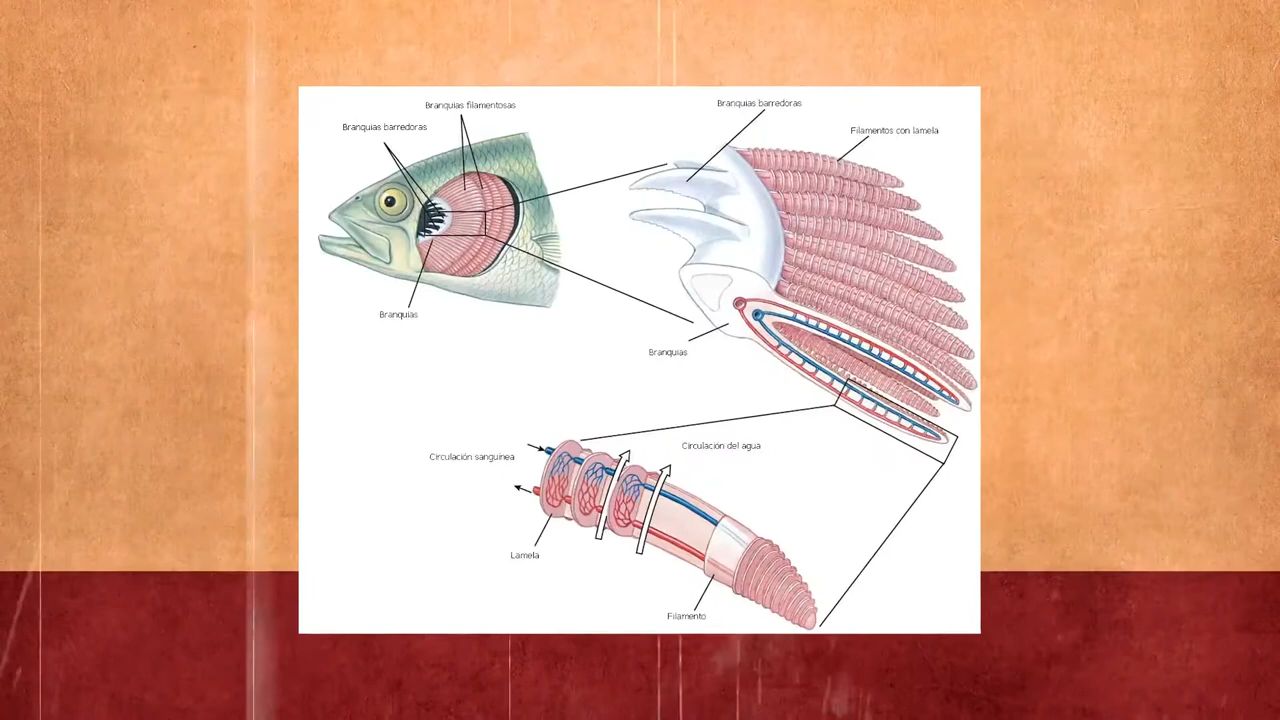 Branquias filamentosas
Branquias barredoras
Branquias
Branquias barredoras
Filamentos con lamela
Branquias
Circulación sanguínea
Circulación del agua
Lamela
Filamento